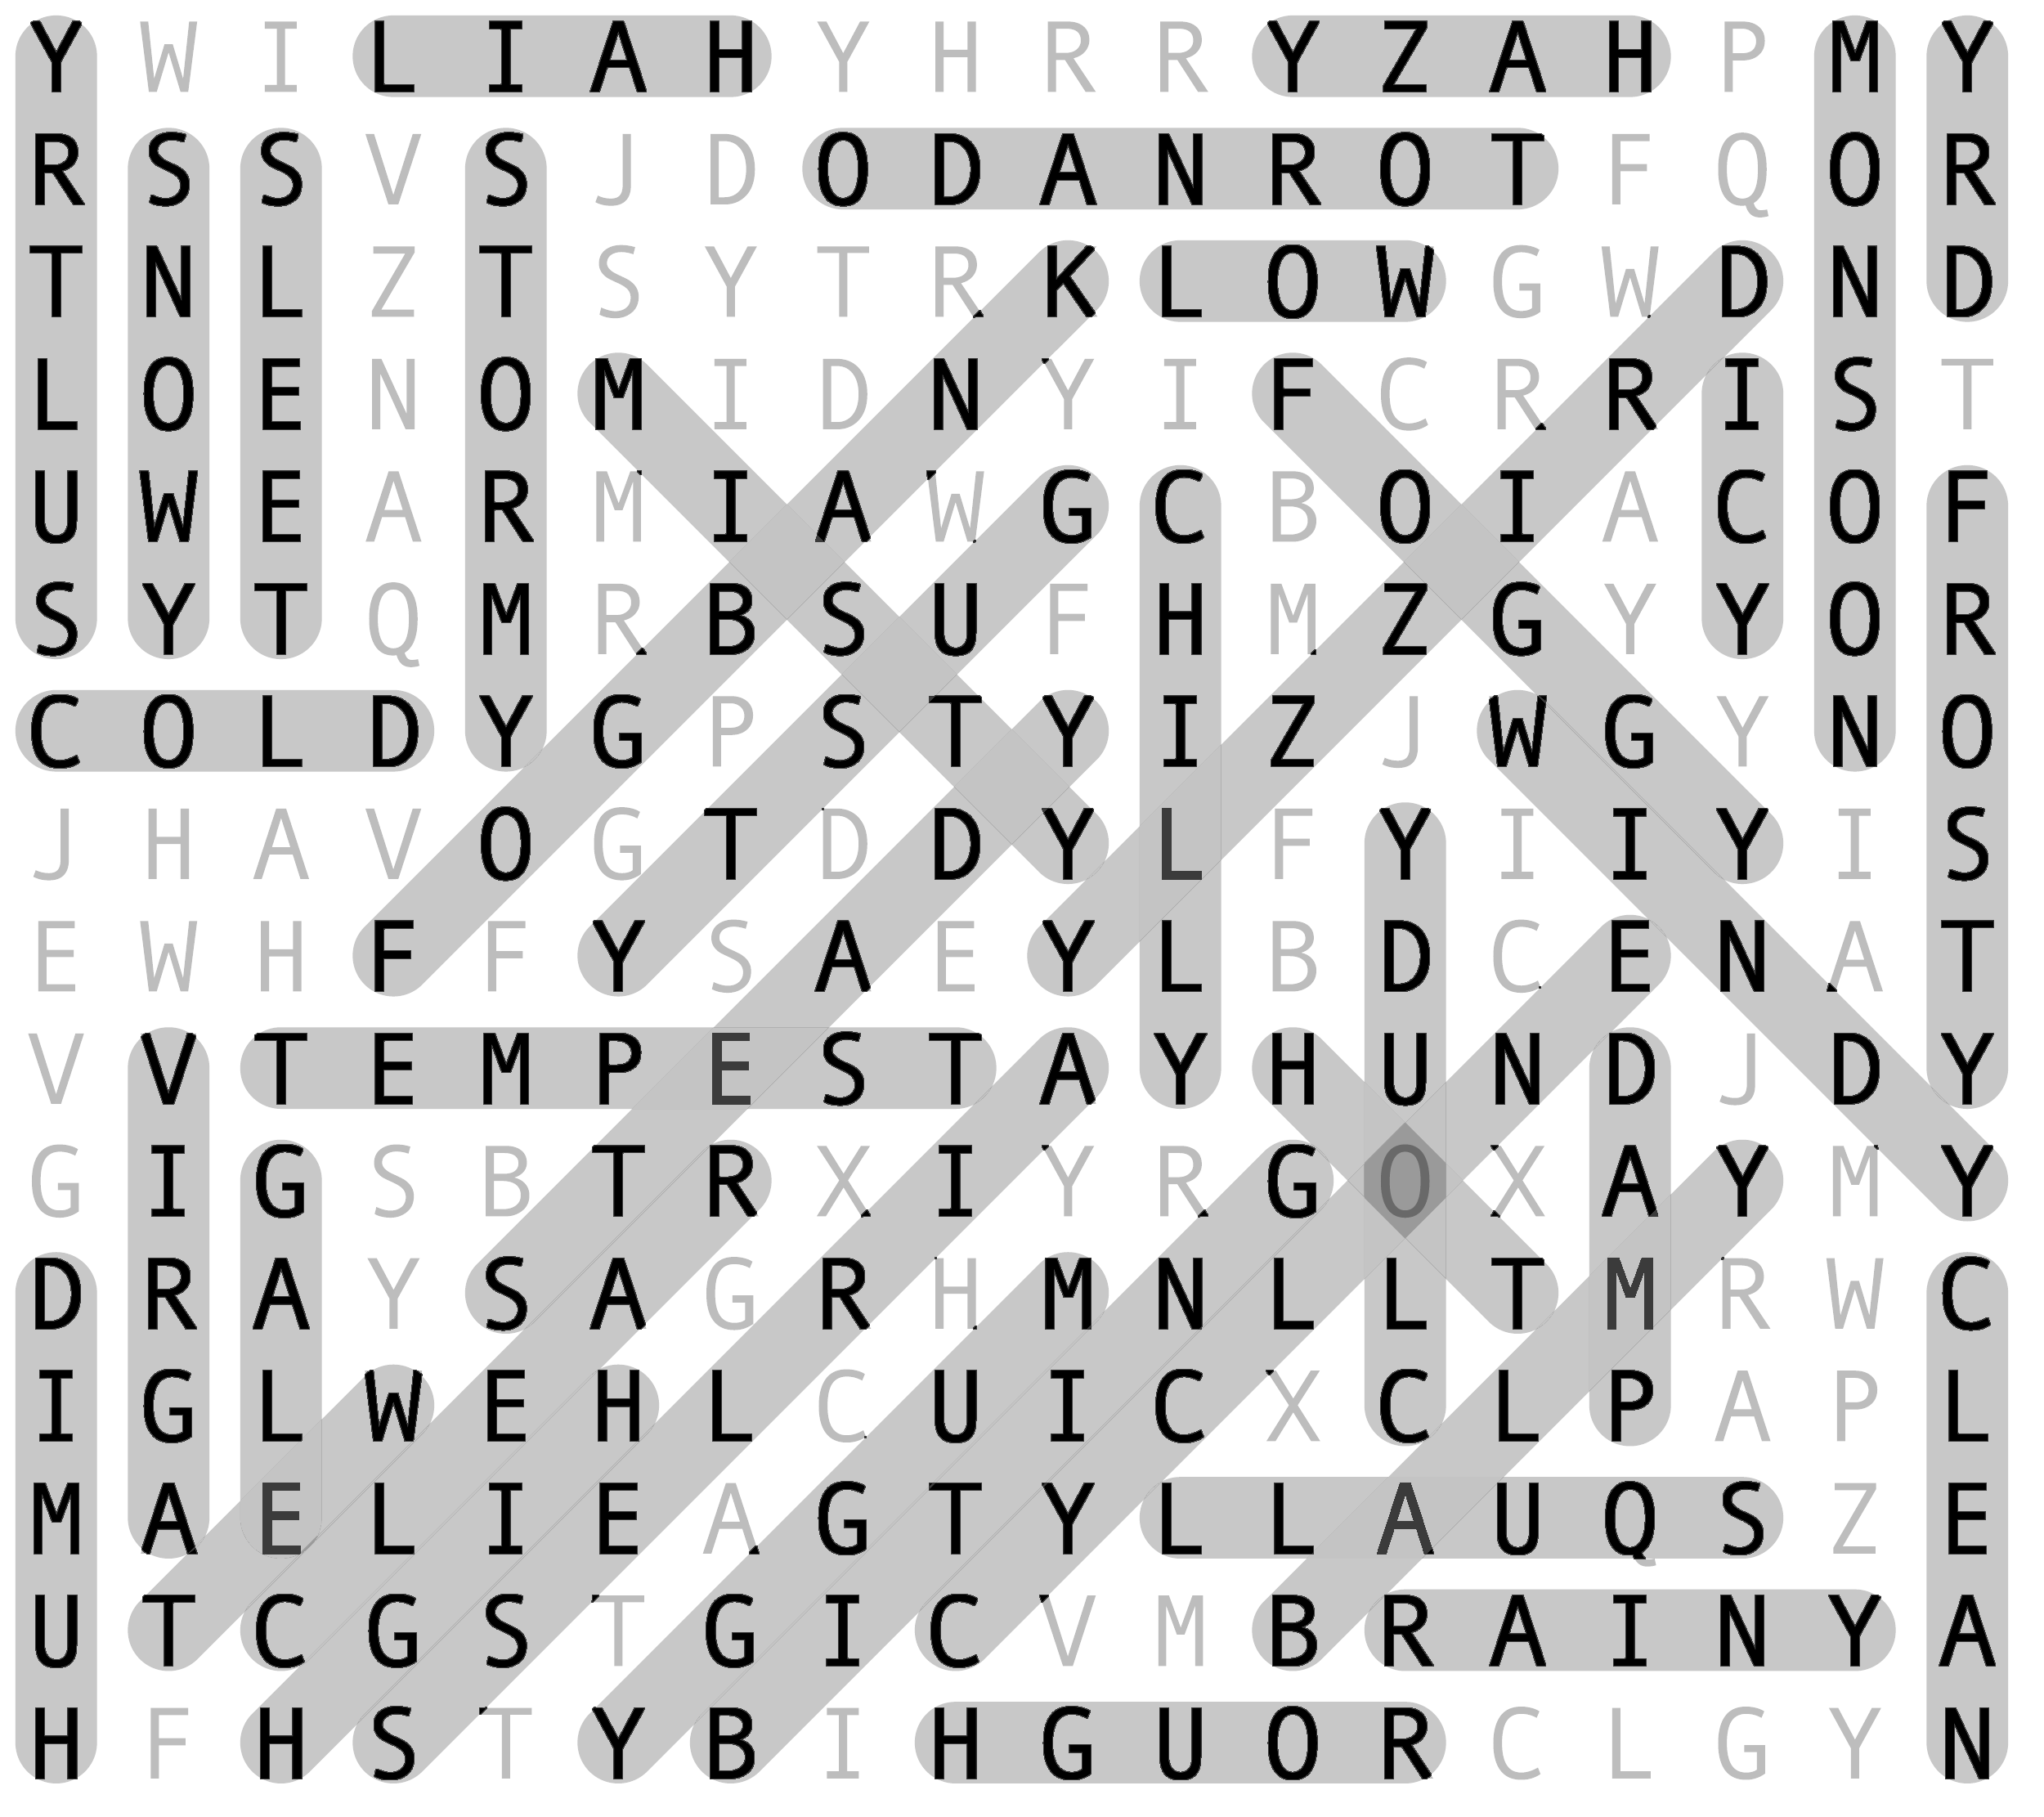 Y W I L I A H Y H R R Y Z A H P M Y
R S S V S J D O D A N R O T F Q O R
T N L Z T S Y T R K L O W G W D N D
L O E N O M I D N Y I F C R R I S T
U W E A R M I A W G C B O I A C O F
S Y T Q M R B S U F H M Z G Y Y O R
C O L D Y G P S T Y I Z J W G Y N O
J H A V O G T D D Y L F Y I I Y I S
E W H F F Y S A E Y L B D C E N A T
V V T E M P E S T A Y H U N D J D Y
G I G S B T R X I Y R G O X A Y M Y
D R A Y S A G R H M N L L T M R W C
I G L W E H L C U I C X C L P A P L
M A E L I E A G T Y L L A U Q S Z E
U T C G S T G I C V M B R A I N Y A
H F H S T Y B I H G U O R C L G Y N